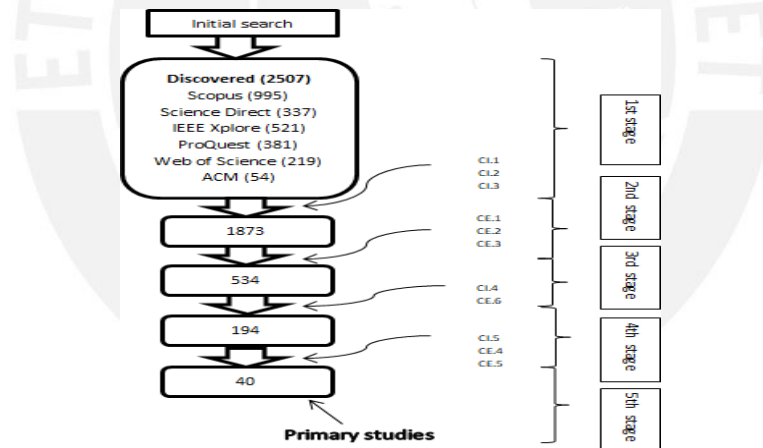 Initial search
Discovered (2507)
Scopus (995)
Science Direct (337)
IEEE Xplore (521)
ProQuest (381)
Web of Science (219)
ACM (54)
CI.1
CI.2
CI.3
1st stage
1873
CE.1
CE.2
CE.3
2nd stage
534
CI.4
CE.6
3rd stage
194
CI.5
CE.4
CE.5
4th stage
40
5th stage
Primary studies
ET
ET